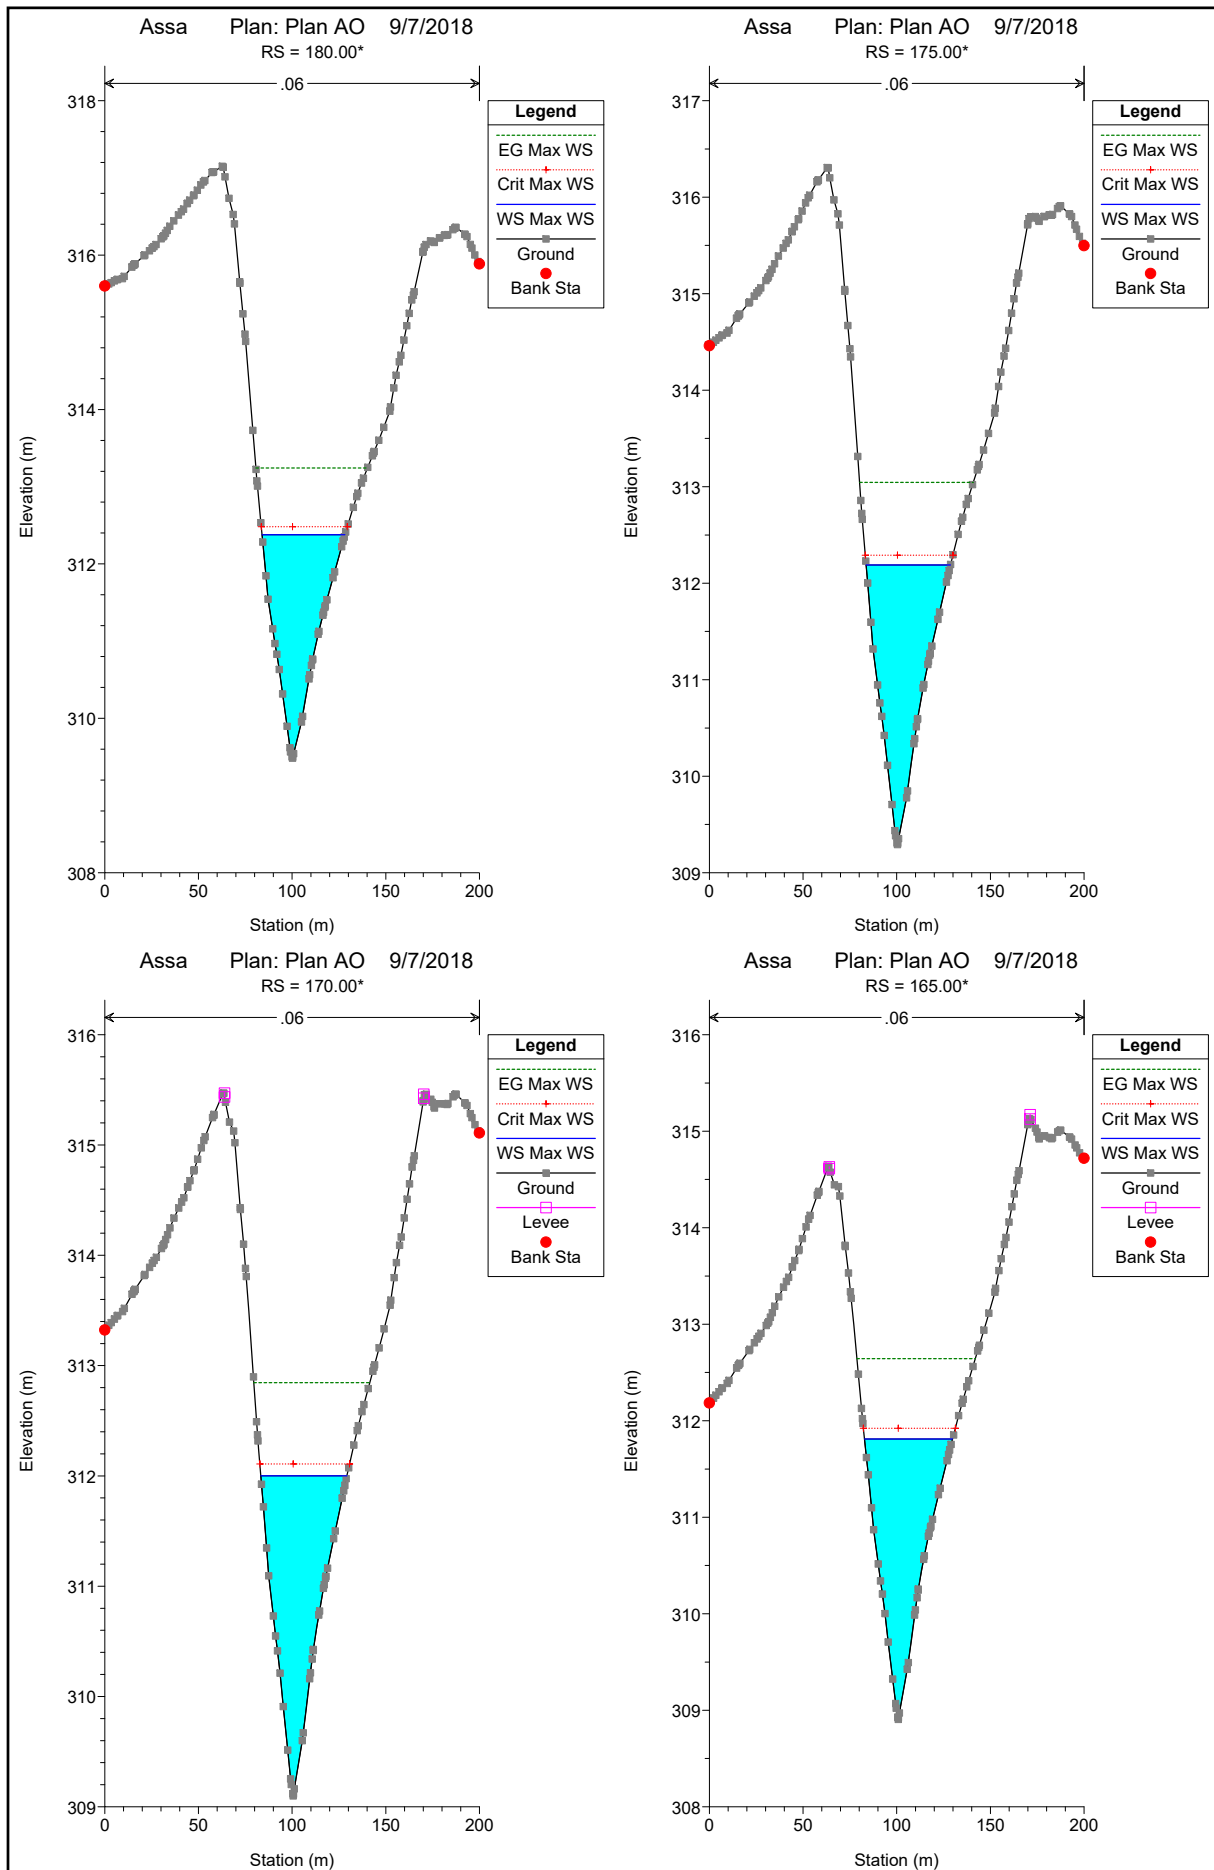 Assa Plan: Plan AO 9/7/2018
RS = 180.00*
.06
Legend
EG Max WS
Crit Max WS
WS Max WS
Ground
Bank Sta
318
316
314
312
310
308
Elevation (m)
0 50 100 150 200
Station (m)
Assa Plan: Plan AO 9/7/2018
RS = 175.00*
.06
Legend
EG Max WS
Crit Max WS
WS Max WS
Ground
Bank Sta
317
316
315
314
313
312
311
310
309
Elevation (m)
0 50 100 150 200
Station (m)
Assa Plan: Plan AO 9/7/2018
RS = 170.00*
.06
Legend
EG Max WS
Crit Max WS
WS Max WS
Ground
Levee
Bank Sta
316
315
314
313
312
311
310
309
Elevation (m)
0 50 100 150 200
Station (m)
Assa Plan: Plan AO 9/7/2018
RS = 165.00*
.06
Legend
EG Max WS
Crit Max WS
WS Max WS
Ground
Levee
Bank Sta
316
315
314
313
312
311
310
309
308
Elevation (m)
0 50 100 150 200
Station (m)